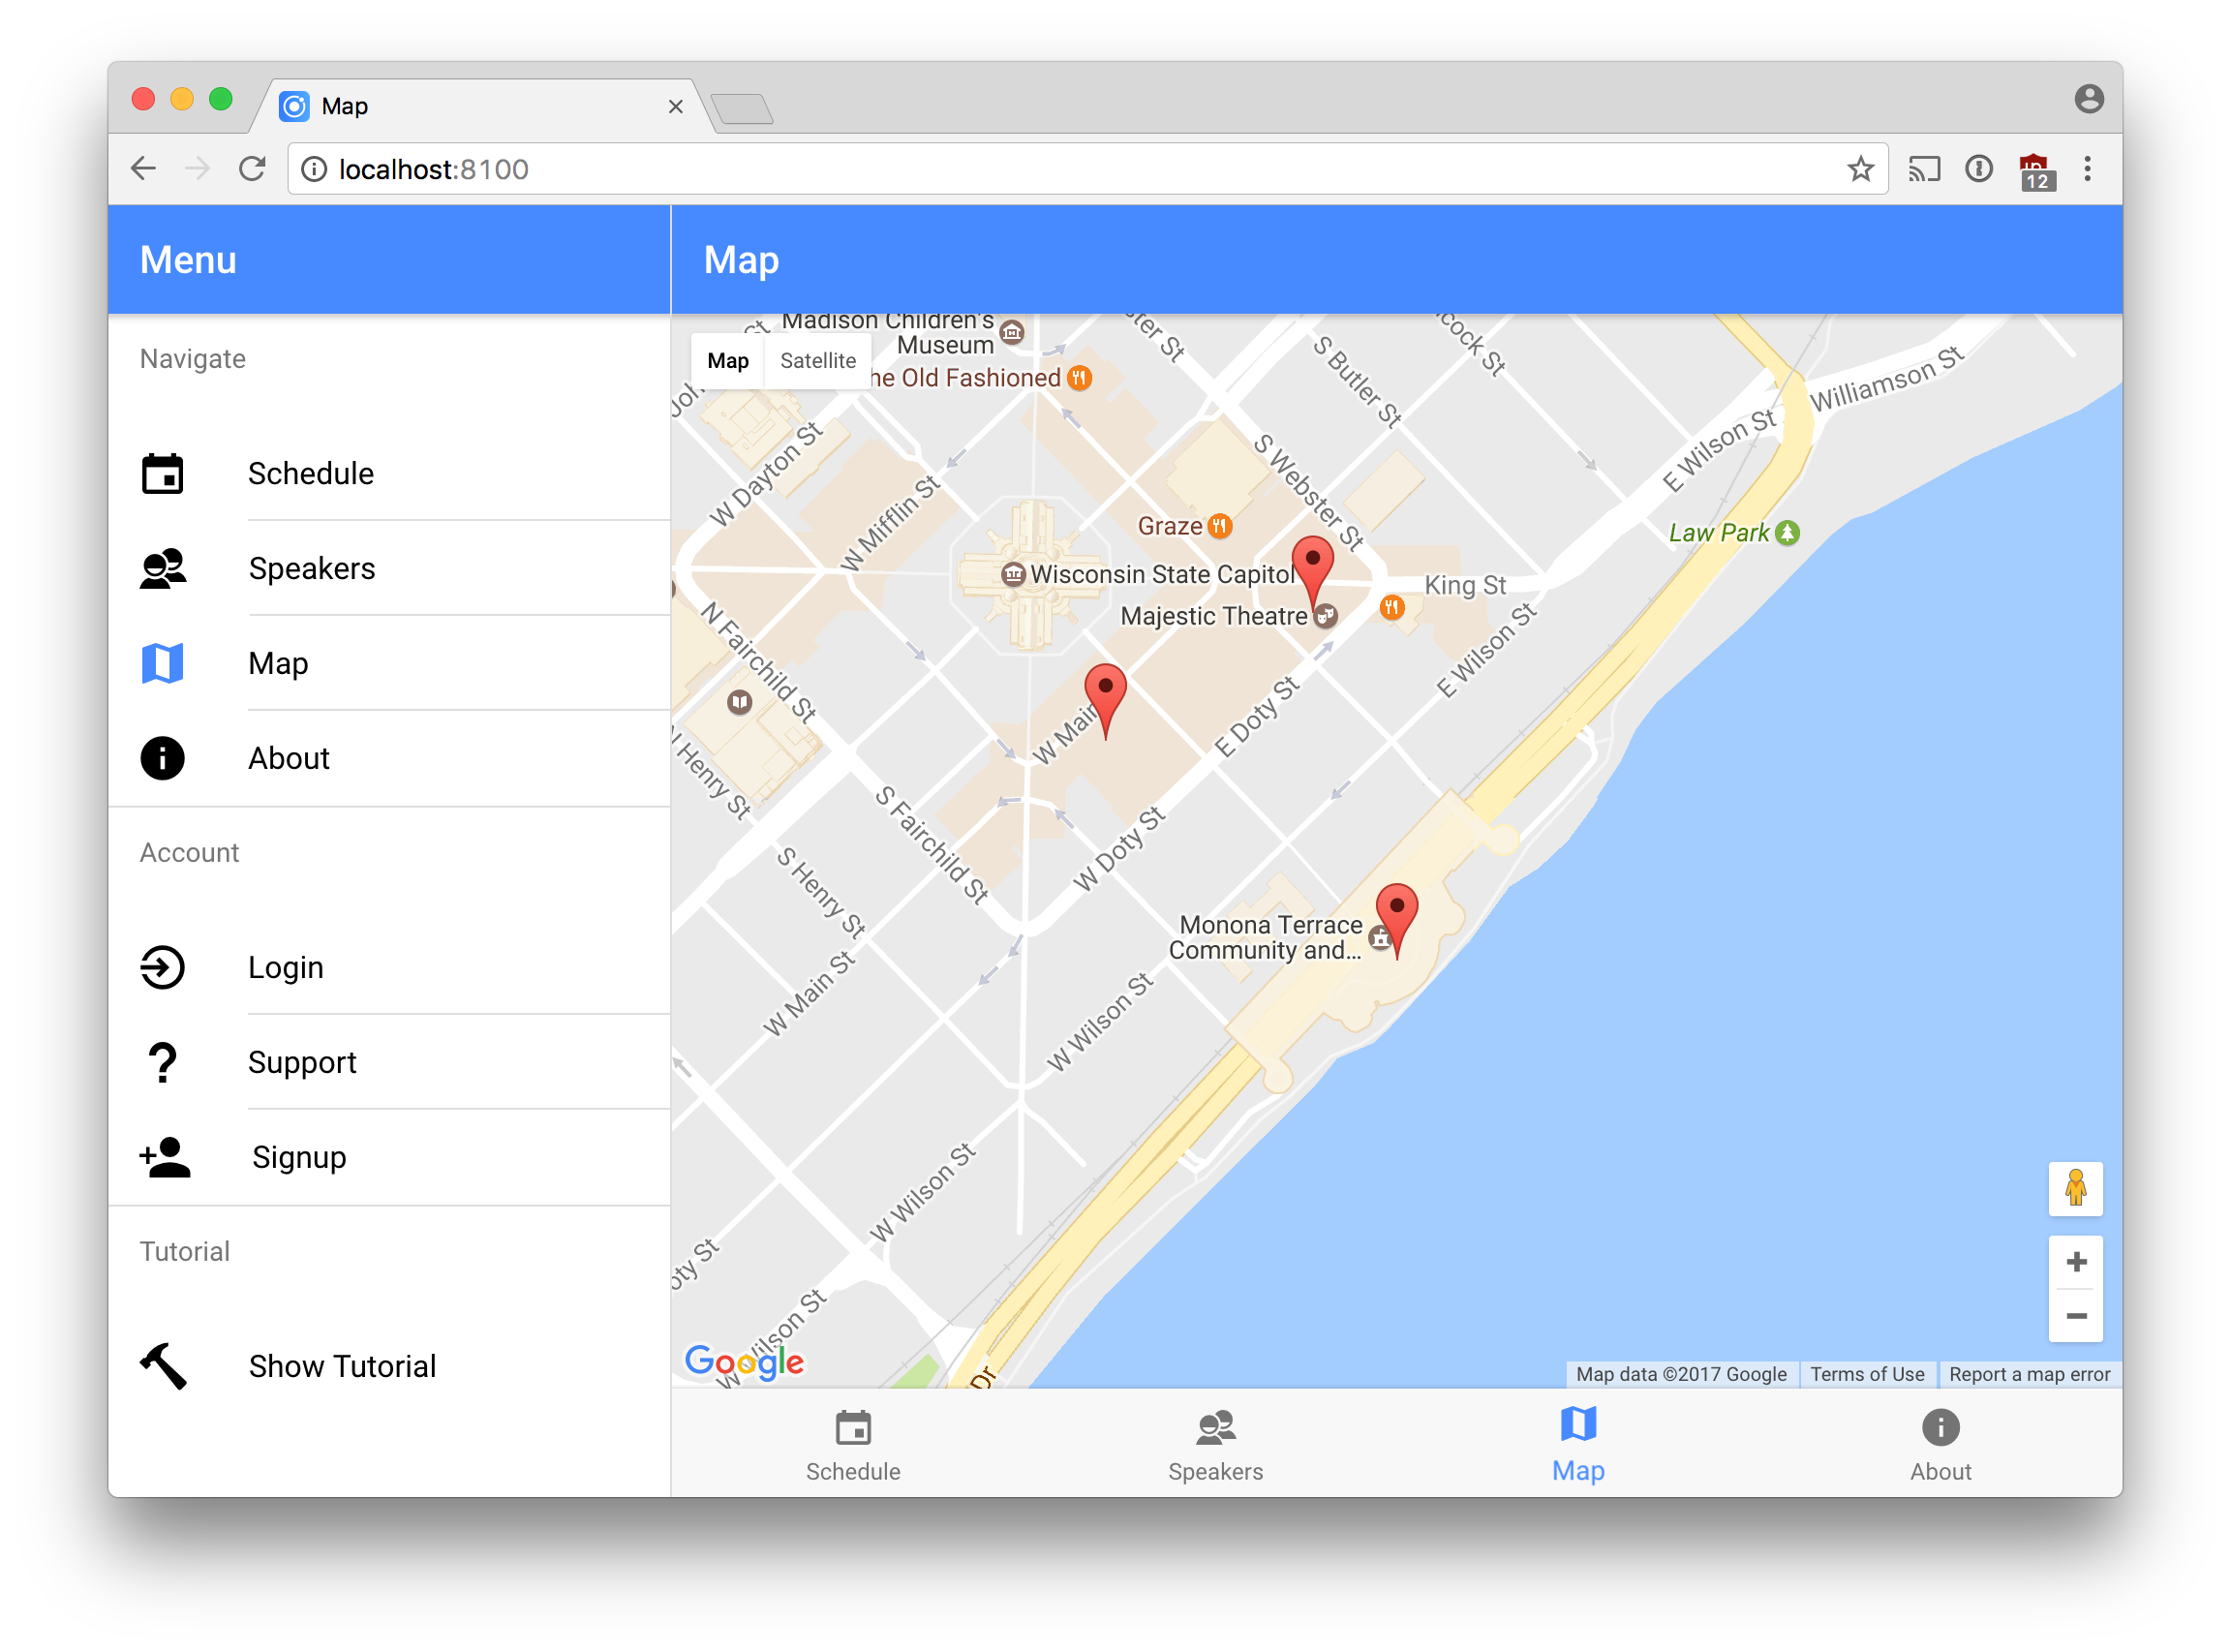 Map
localhost:8100
12
Menu
Map
Navigate
Schedule
Speakers
Map
About
Account
Login
Support
Signup
Tutorial
Show Tutorial
Map
Satellite
Madison Children's
Museum
he Old Fashioned
S Butler St
Williamson St
E Wilson St
W Dayton St
W Mifflin St
S Webster St
Graze
Law Park
Wisconsin State Capitol
King St
Majestic Theatre
N Fairchild St
E Wilson St
W Main
E Doty St
Henry St
S Fairchild St
W Doty St
S Henry St
Monona Terrace
Community and...
W Main St
W Wilson St
W Wilson St
oty St
W Wilson St
Dr
Google
Map data ©2017 Google
Terms of Use
Report a map error
Schedule
Speakers
Map
About